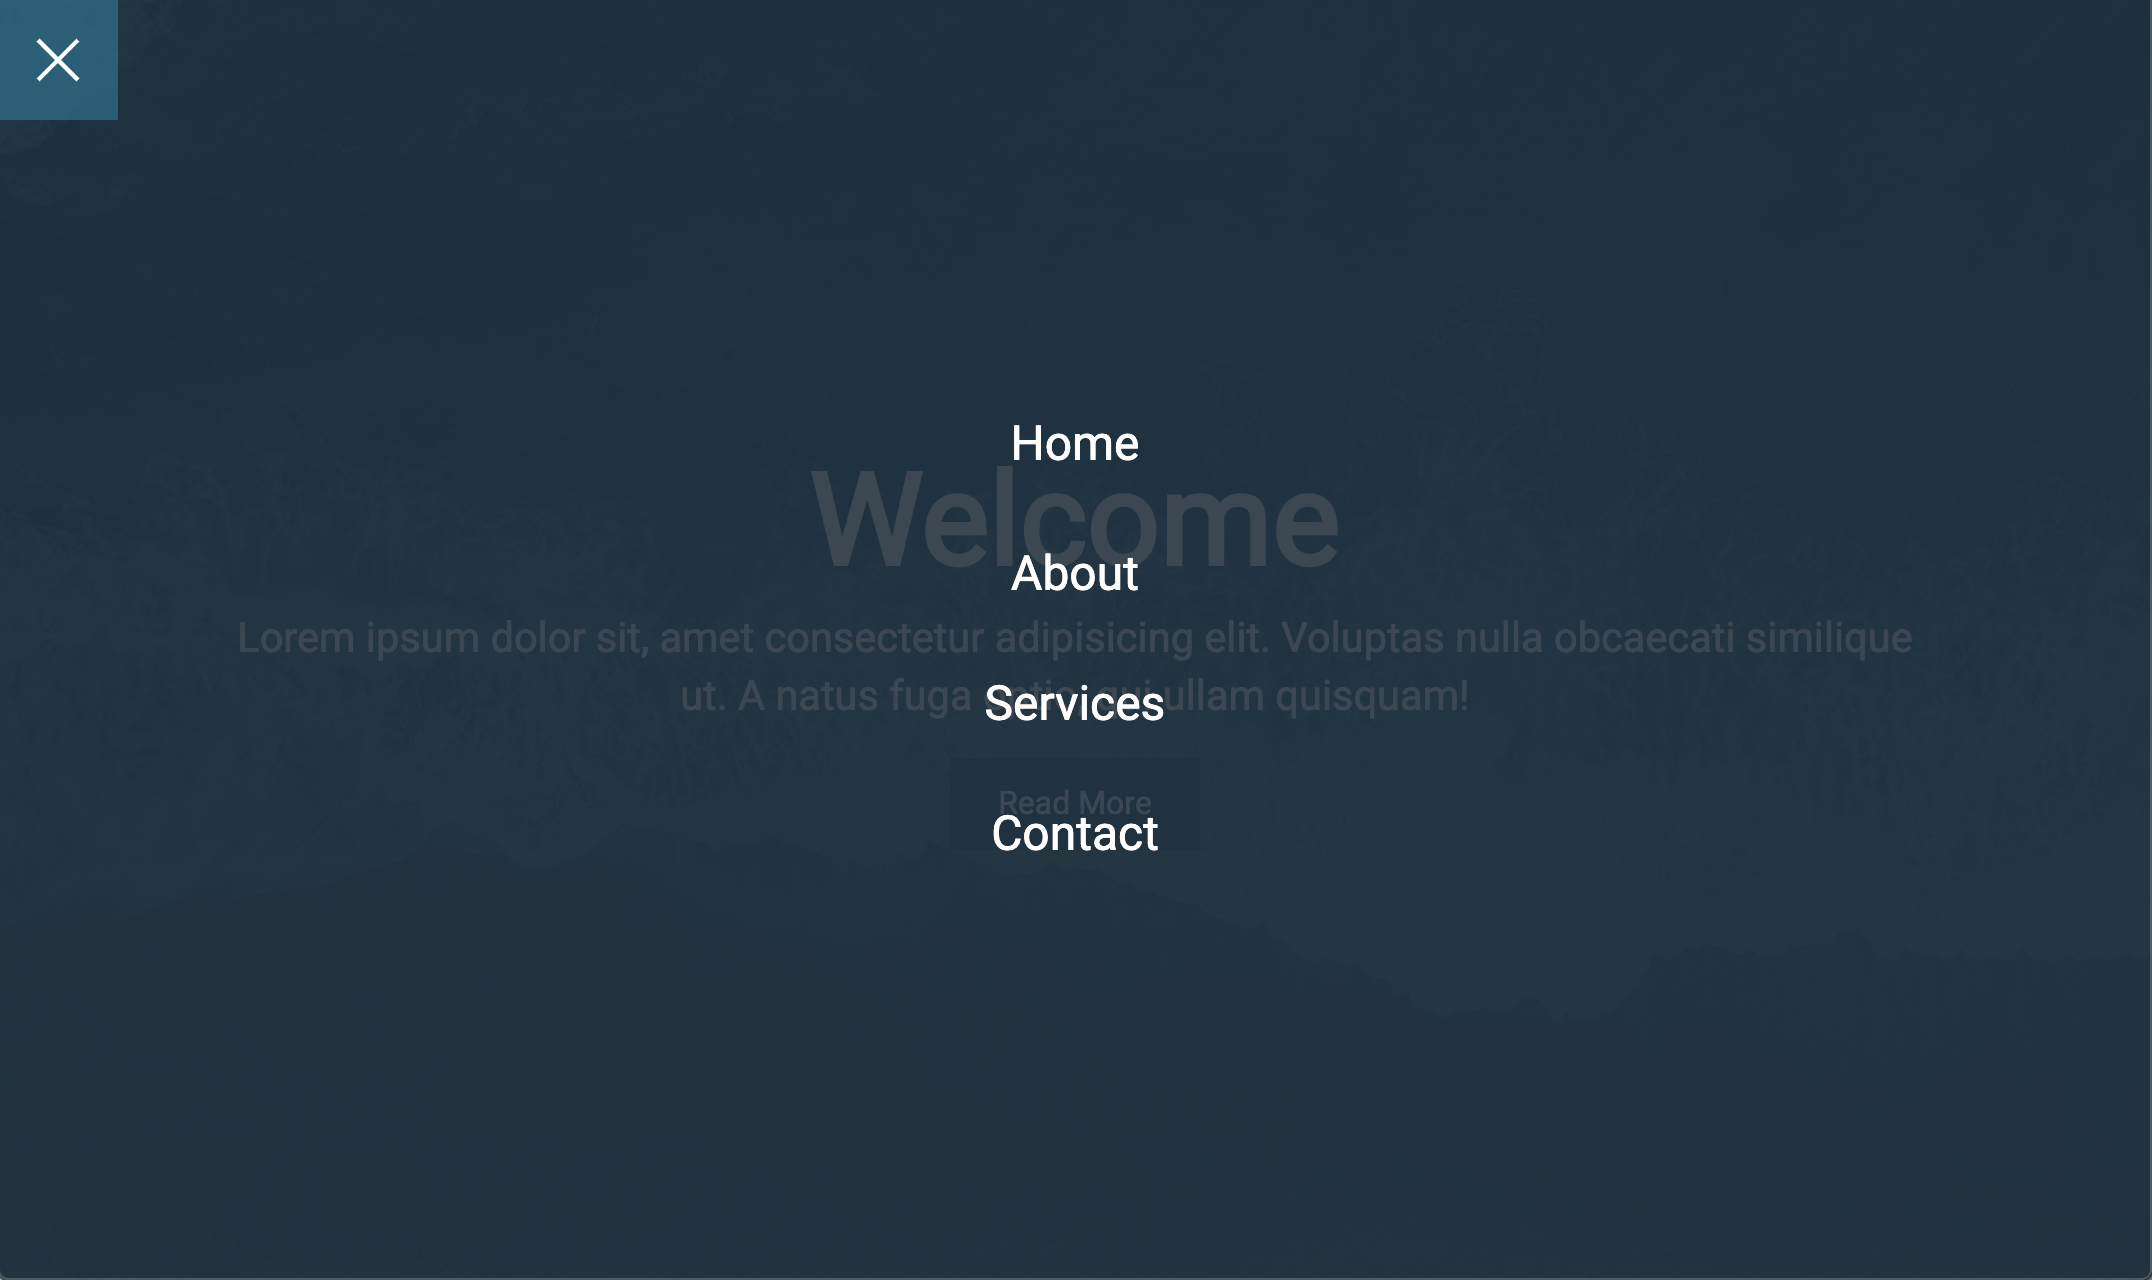 Home
Welcome
About
Lorem ipsum dolor sit, amet consectetur adipisicing elit. Voluptas nulla obcaecati similique
ut. A natus fuga qui ullam quisquam!
Services
Read More
Contact